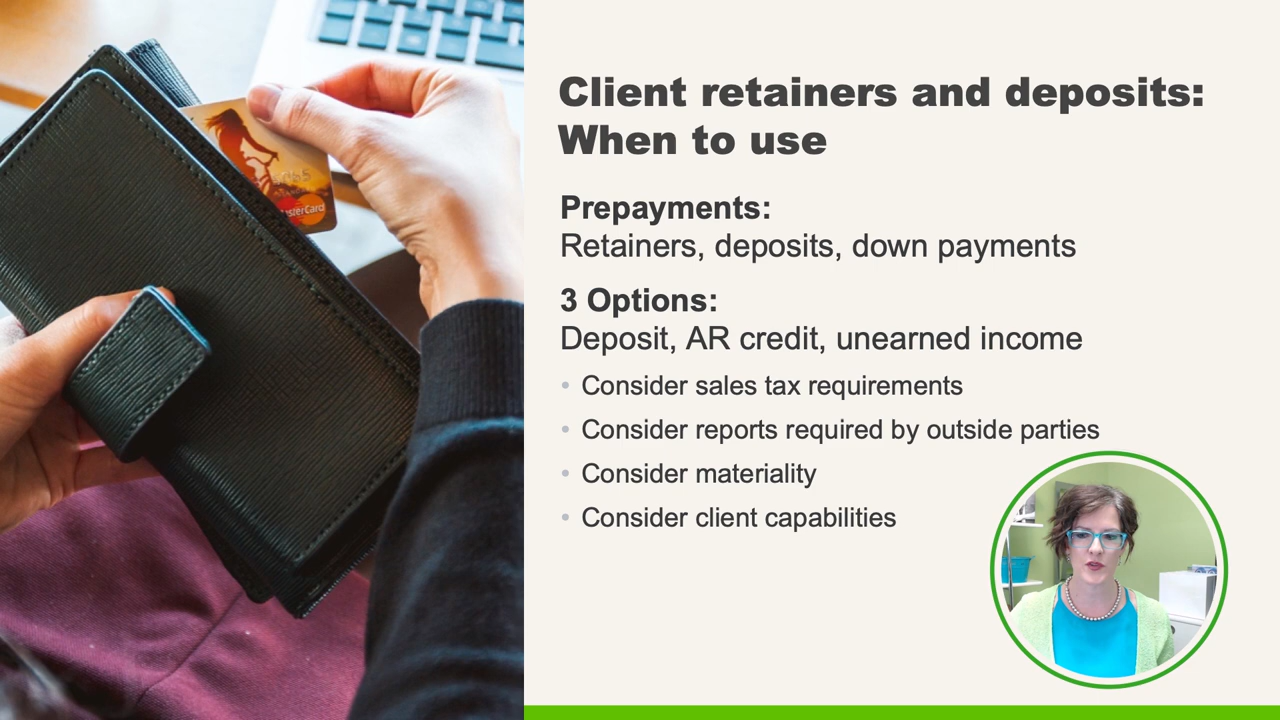 Client retainers and deposits:
When to use
Prepayments:
Retainers, deposits, down payments
3 Options:
Deposit, AR credit, unearned income
• Consider sales tax requirements
• Consider reports required by outside parties
• Consider materiality
• Consider client capabilities